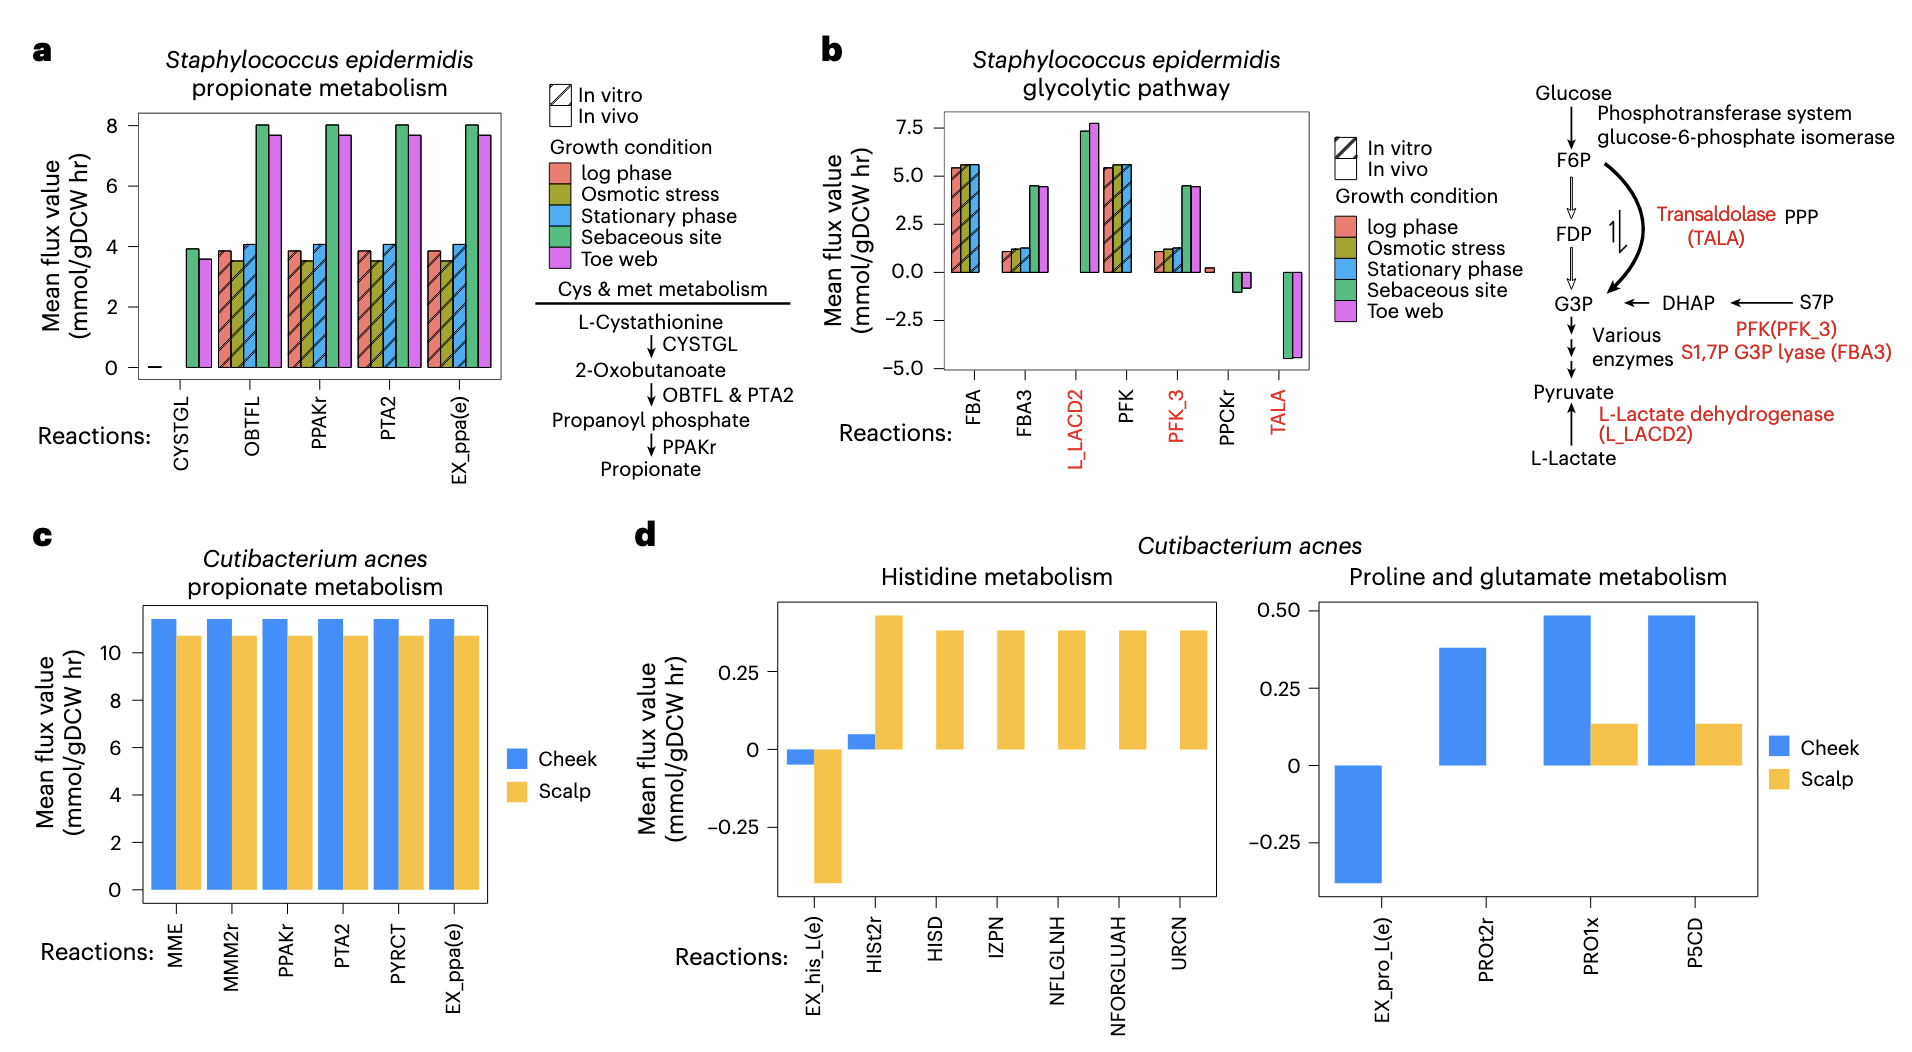 a
Staphylococcus epidermidis
propionate metabolism
Mean flux value
(mmol/gDCW hr)
8
6
4
2
0
Reactions:
CYSTGL
OBTFL
PPAKr
PTA2
EX_ppa(e)
In vitro
In vivo
Growth condition
log phase
Osmotic stress
Stationary phase
Sebaceous site
Toe web
Cys & met metabolism
L-Cystathionine
CYSTGL
2-Oxobutanoate
OBTFL & PTA2
Propanoyl phosphate
PPAKr
Propionate
b
Staphylococcus epidermidis
glycolytic pathway
Mean flux value
(mmol/gDCW hr)
7.5
5.0
2.5
0.0
−2.5
−5.0
Reactions:
FBA
FBA3
L_LACD2
PFK
PFK_3
PPCKr
TALA
In vitro
In vivo
Growth condition
log phase
Osmotic stress
Stationary phase
Sebaceous site
Toe web
Glucose
Phosphotransferase system
glucose-6-phosphate isomerase
F6P
Transaldolase PPP
(TALA)
FDP
G3P
DHAP
S7P
PFK(PFK_3)
S1,7P G3P lyase (FBA3)
Various
enzymes
Pyruvate
L-Lactate dehydrogenase
(L_LACD2)
L-Lactate
c
Cutibacterium acnes
propionate metabolism
Mean flux value
(mmol/gDCW hr)
10
8
6
4
2
0
Reactions:
MME
MMM2r
PPAKr
PTA2
PYRCT
EX_ppa(e)
Cheek
Scalp
d
Cutibacterium acnes
Histidine metabolism
Mean flux value
(mmol/gDCW hr)
0.25
0
−0.25
Reactions:
EX_his_L(e)
HISt2r
HISD
IZPN
NFLGLNH
NFORGLUAH
URCN
Proline and glutamate metabolism
0.50
0.25
0
−0.25
EX_pro_L(e)
PROt2r
PRO1x
P5CD
Cheek
Scalp